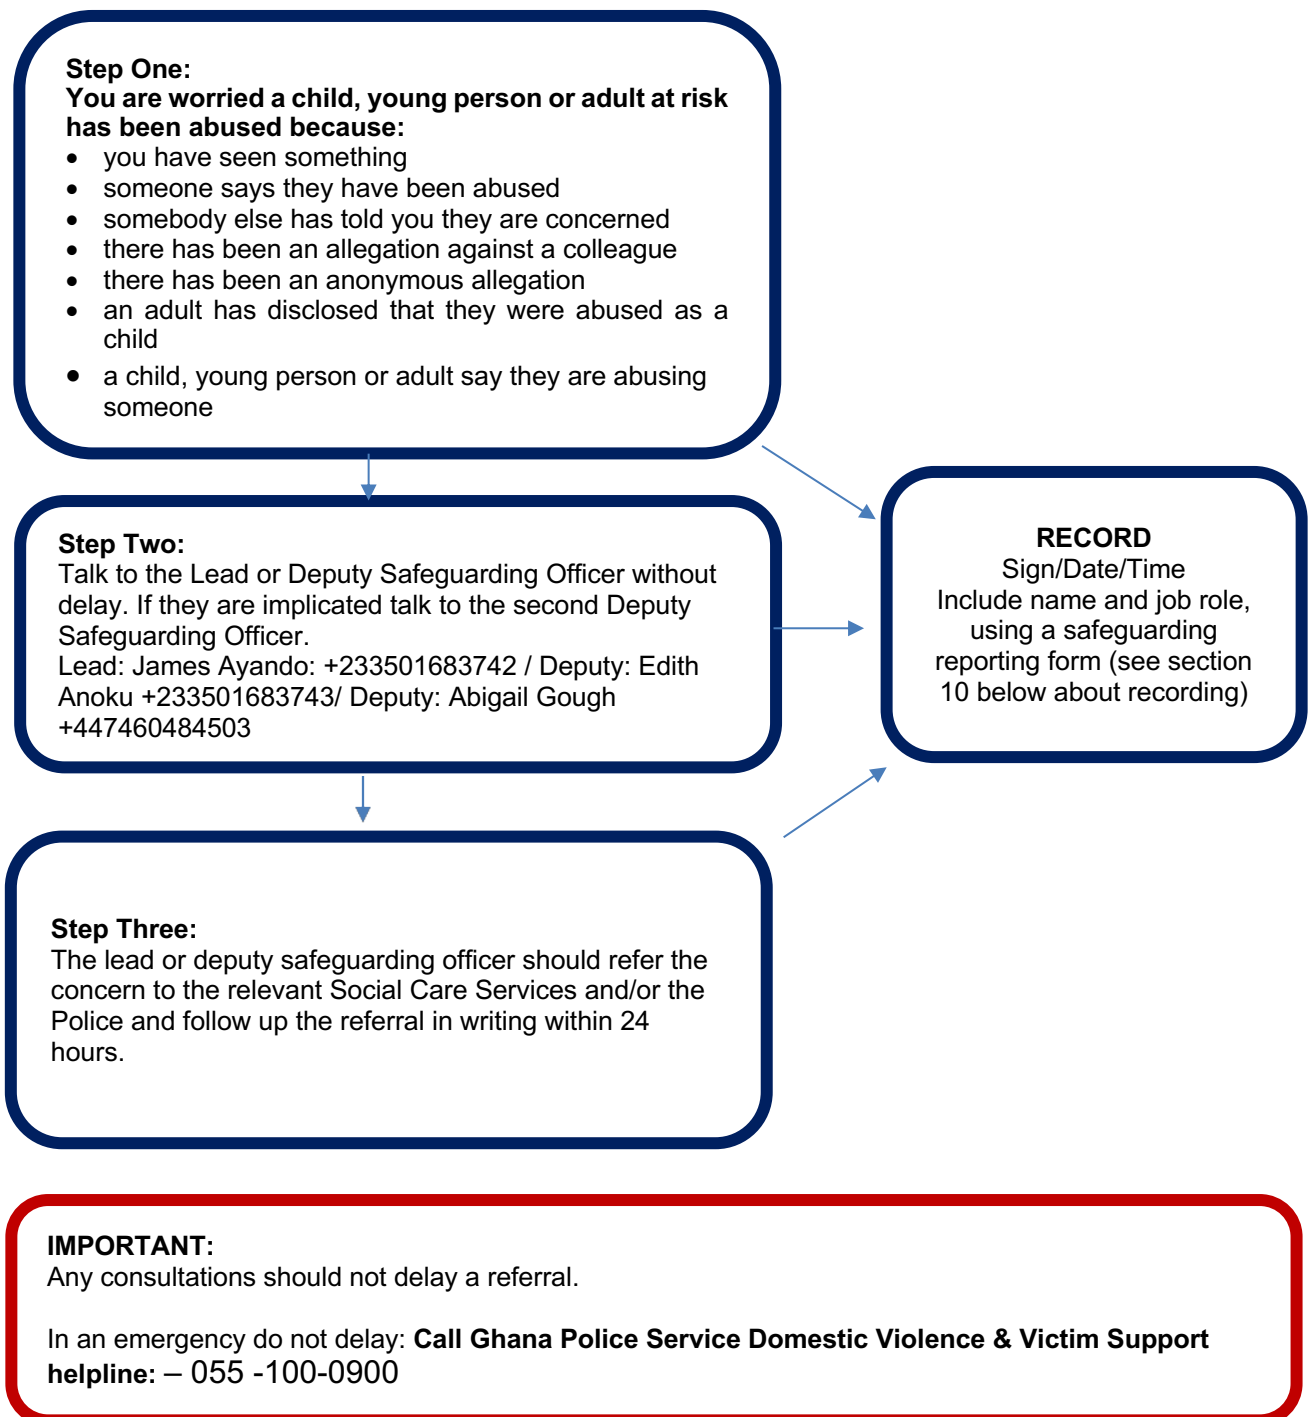 Step One:
You are worried a child, young person or adult at risk
has been abused because:
• you have seen something
• someone says they have been abused
• somebody else has told you they are concerned
• there has been an allegation against a colleague
• there has been an anonymous allegation
• an adult has disclosed that they were abused as a
child
• a child, young person or adult say they are abusing
someone
Step Two:
Talk to the Lead or Deputy Safeguarding Officer without
delay. If they are implicated talk to the second Deputy
Safeguarding Officer.
Lead: James Ayando: +233501683742 / Deputy: Edith
Anoku +233501683743/ Deputy: Abigail Gough
+447460484503
RECORD
Sign/Date/Time
Include name and job role,
using a safeguarding
reporting form (see section
10 below about recording)
Step Three:
The lead or deputy safeguarding officer should refer the
concern to the relevant Social Care Services and/or the
Police and follow up the referral in writing within 24
hours.
IMPORTANT:
Any consultations should not delay a referral.
In an emergency do not delay: Call Ghana Police Service Domestic Violence & Victim Support
helpline: – 055 -100-0900